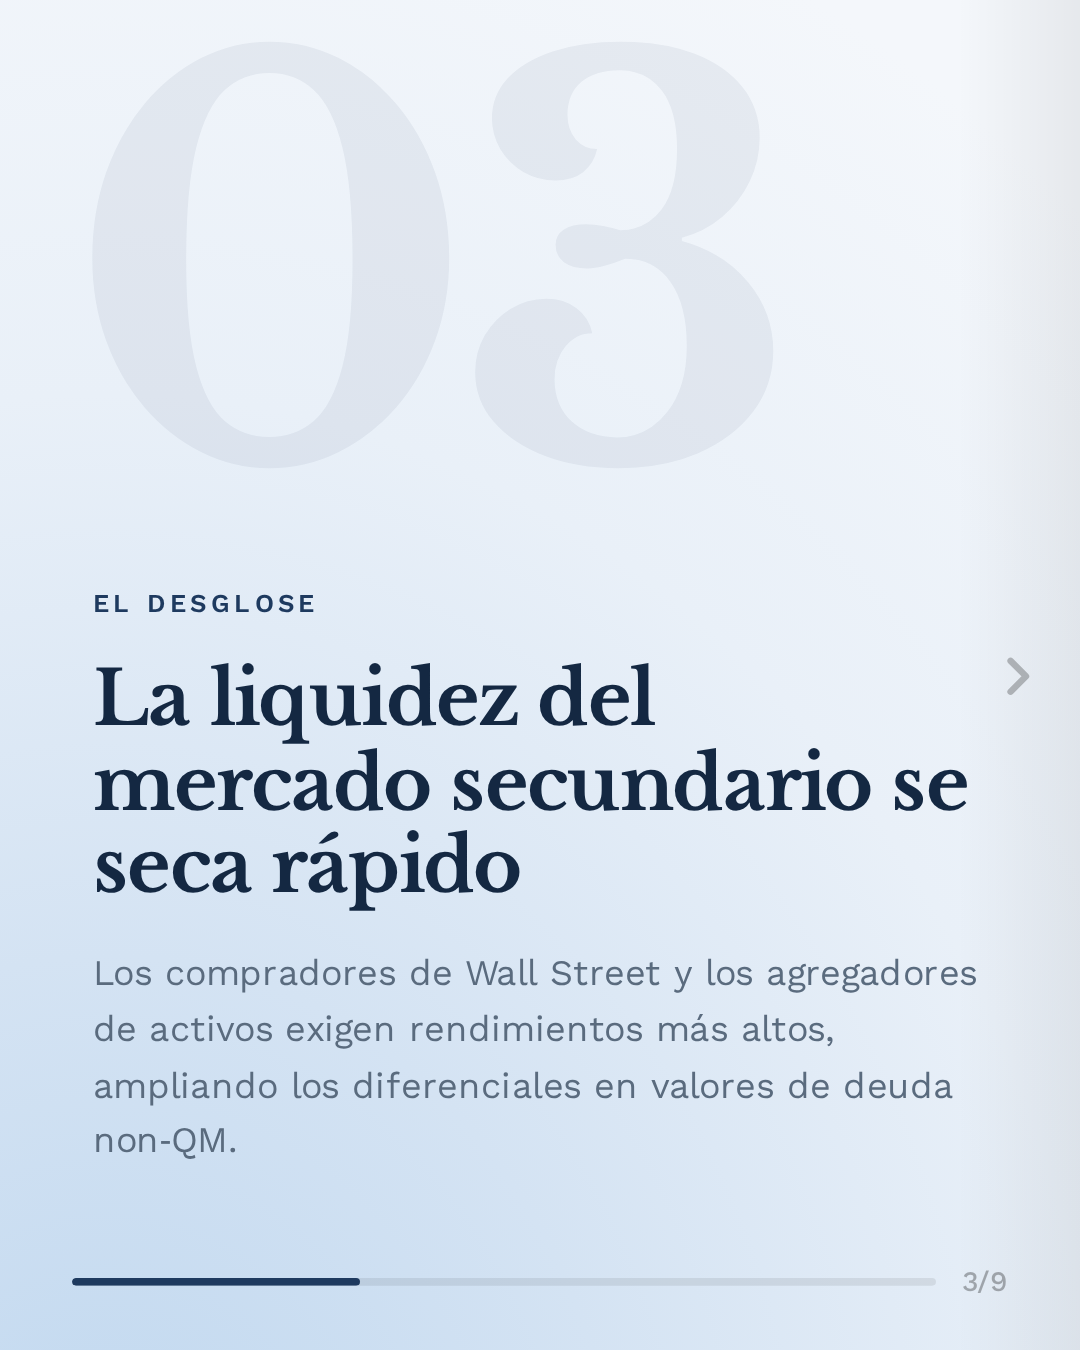 03
EL DESGLOSE
La liquidez del
mercado secundario se
seca rápido
Los compradores de Wall Street y los agregadores
de activos exigen rendimientos más altos,
ampliando los diferenciales en valores de deuda
non-QM.
3/9